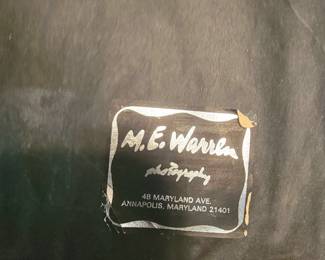 M.E. Warren
photography
48 MARYLAND AVE.
ANNAPOLIS, MARYLAND 21401